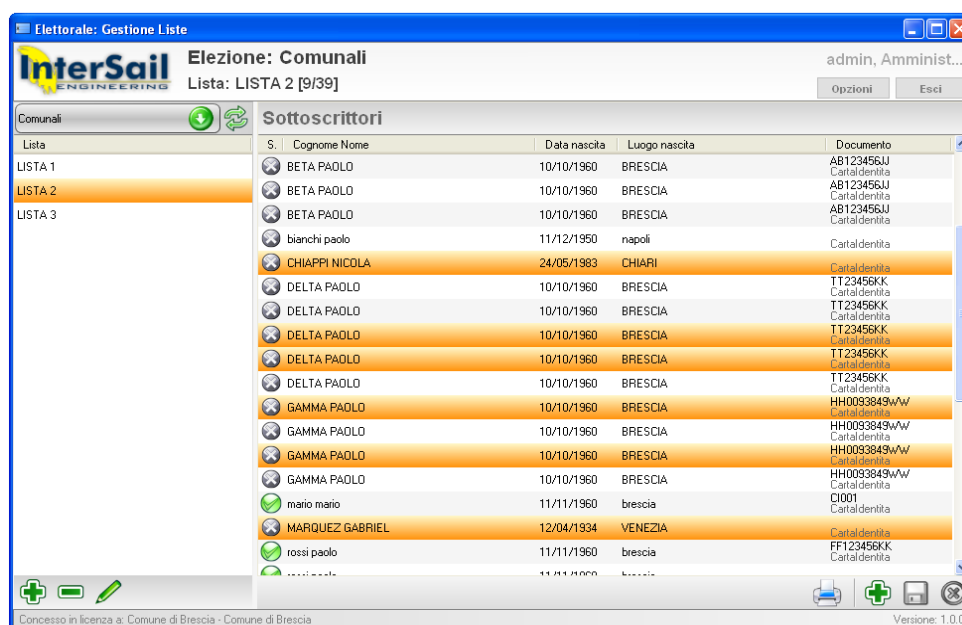 Elettorale: Gestione Liste
InterSail
ENGINEERING
Elezione: Comunali
Lista: LISTA 2 [9/39]
admin, Amminist...
Opzioni Esci
Comunali
Sottoscrittori
Lista
LISTA 1
LISTA 2
LISTA 3
S. Cognome Nome Data nascita Luogo nascita Documento
BETA PAOLO 10/10/1960 BRESCIA AB123456JJ
CartaIdentita
BETA PAOLO 10/10/1960 BRESCIA AB123456JJ
CartaIdentita
BETA PAOLO 10/10/1960 BRESCIA AB123456JJ
CartaIdentita
bianchi paolo 11/12/1950 napoli
CartaIdentita
CHIAPPI NICOLA 24/05/1983 CHIARI
CartaIdentita
DELTA PAOLO 10/10/1960 BRESCIA TT23456KK
CartaIdentita
DELTA PAOLO 10/10/1960 BRESCIA TT23456KK
CartaIdentita
DELTA PAOLO 10/10/1960 BRESCIA TT23456KK
CartaIdentita
DELTA PAOLO 10/10/1960 BRESCIA TT23456KK
CartaIdentita
DELTA PAOLO 10/10/1960 BRESCIA TT23456KK
CartaIdentita
GAMMA PAOLO 10/10/1960 BRESCIA HH0093849WW
CartaIdentita
GAMMA PAOLO 10/10/1960 BRESCIA HH0093849WW
CartaIdentita
GAMMA PAOLO 10/10/1960 BRESCIA HH0093849WW
CartaIdentita
GAMMA PAOLO 10/10/1960 BRESCIA HH0093849WW
CartaIdentita
mario mario 11/11/1960 brescia CI001
CartaIdentita
MARQUEZ GABRIEL 12/04/1934 VENEZIA
CartaIdentita
rossi paolo 11/11/1960 brescia FF123456KK
CartaIdentita
Concesso in licenza a: Comune di Brescia - Comune di Brescia
Versione: 1.0.0